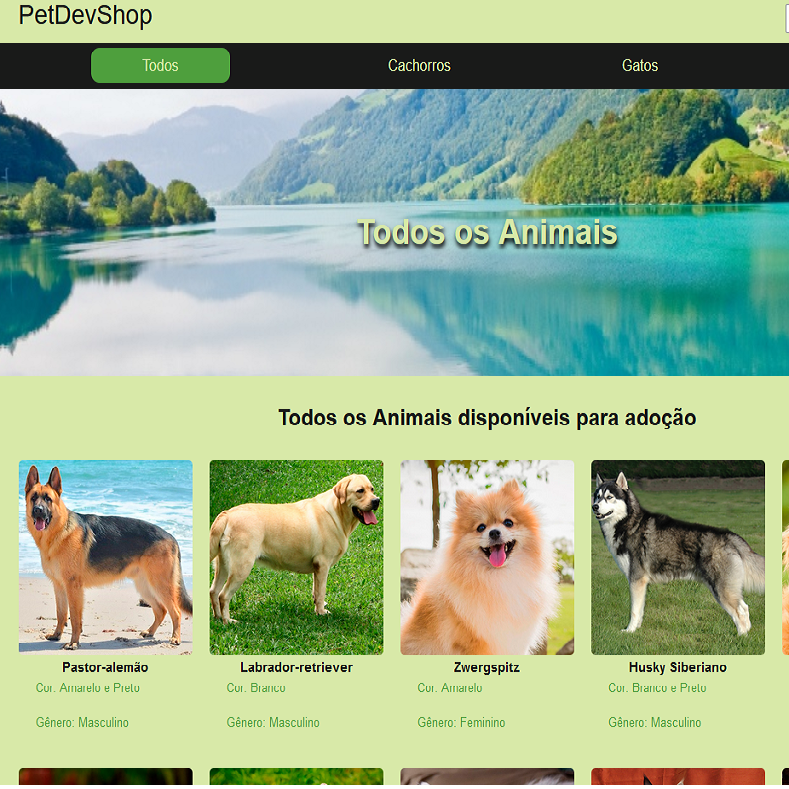 PetDevShop
Todos Cachorros Gatos
Todos os Animais
Todos os Animais disponíveis para adoção
Pastor-alemão Labrador-retriever Zwergspitz Husky Siberiano
Cor: Amarelo e Preto Cor: Branco Cor: Amarelo Cor: Branco e Preto
Gênero: Masculino Gênero: Masculino Gênero: Feminino Gênero: Masculino